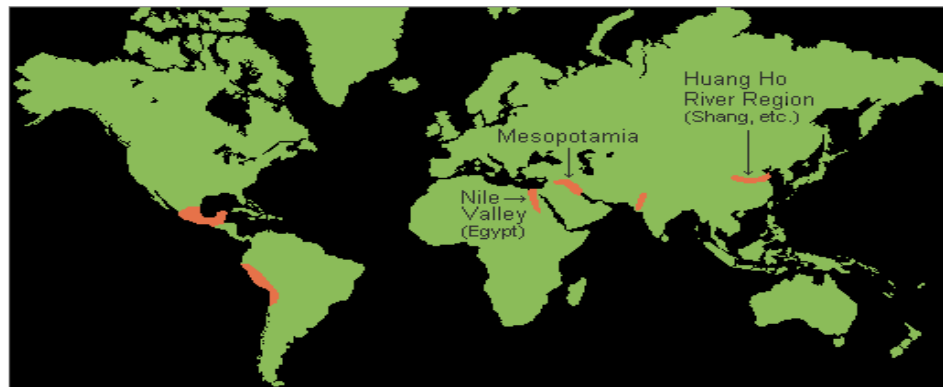 Huang Ho
River Region
(Shang, etc.)
Mesopotamia
Nile
Valley
(Egypt)